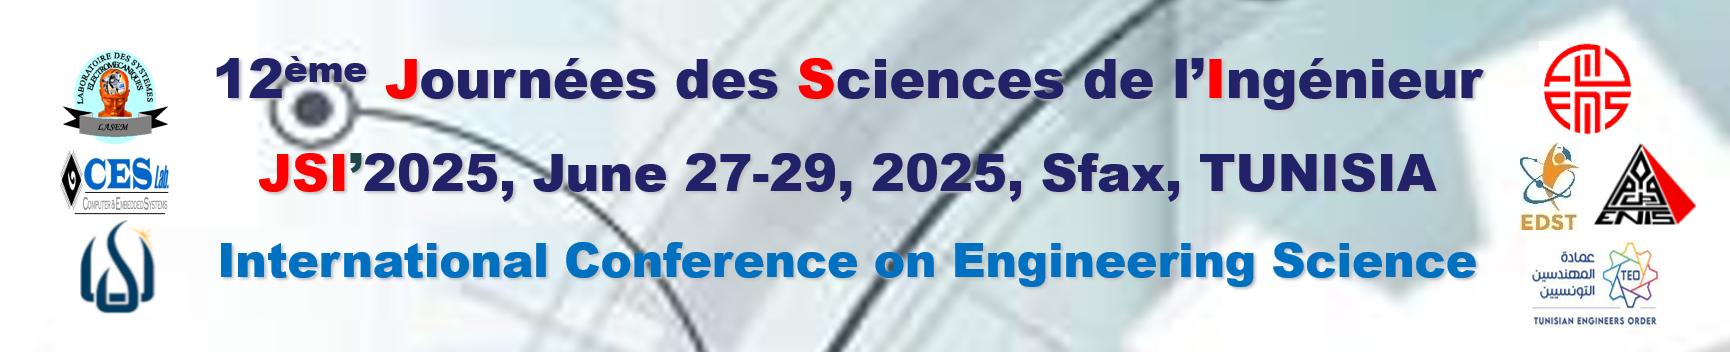 12ème Journées des Sciences de l’Ingénieur
JSI’2025, June 27-29, 2025, Sfax, TUNISIA
International Conference on Engineering Science
LABORATOIRE DES SYSTEMES
ELECTROMECANIQUES
LASEM
CES Lab.
COMPUTER & EMBEDDED SYSTEMS
ENIS
EDST
ENIS
عمادة
المهندسين
التونسيين
TEO
TUNISIAN ENGINEERS ORDER